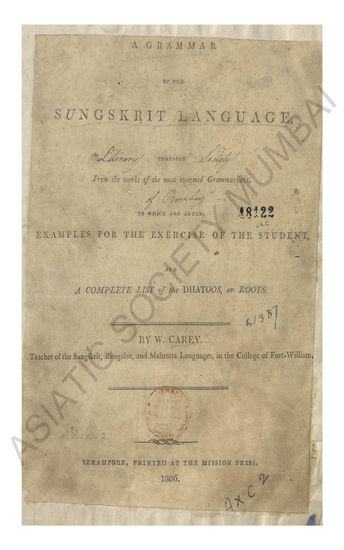 A GRAMMAR
OF THE
SUNGSKRIT LANGUAGE,
Literary COMPOSED Society
From the works of the most esteemed Grammarians.
of Bombay
TO WHICH ARE ADDED,
48122
EXAMPLES FOR THE EXERCISE OF THE STUDENT,
AND
A COMPLETE LIST of the DHATOOS, or ROOTS,
61387
BY W. CAREY.
Teacher of the Sungskrit, Bengalee, and Mahratta Languages, in the College of Fort-William,
SERAMPORE, PRINTED AT THE MISSION PRESS.
1806.
AXC2
ASIATIC SOCIETY MUMBAI